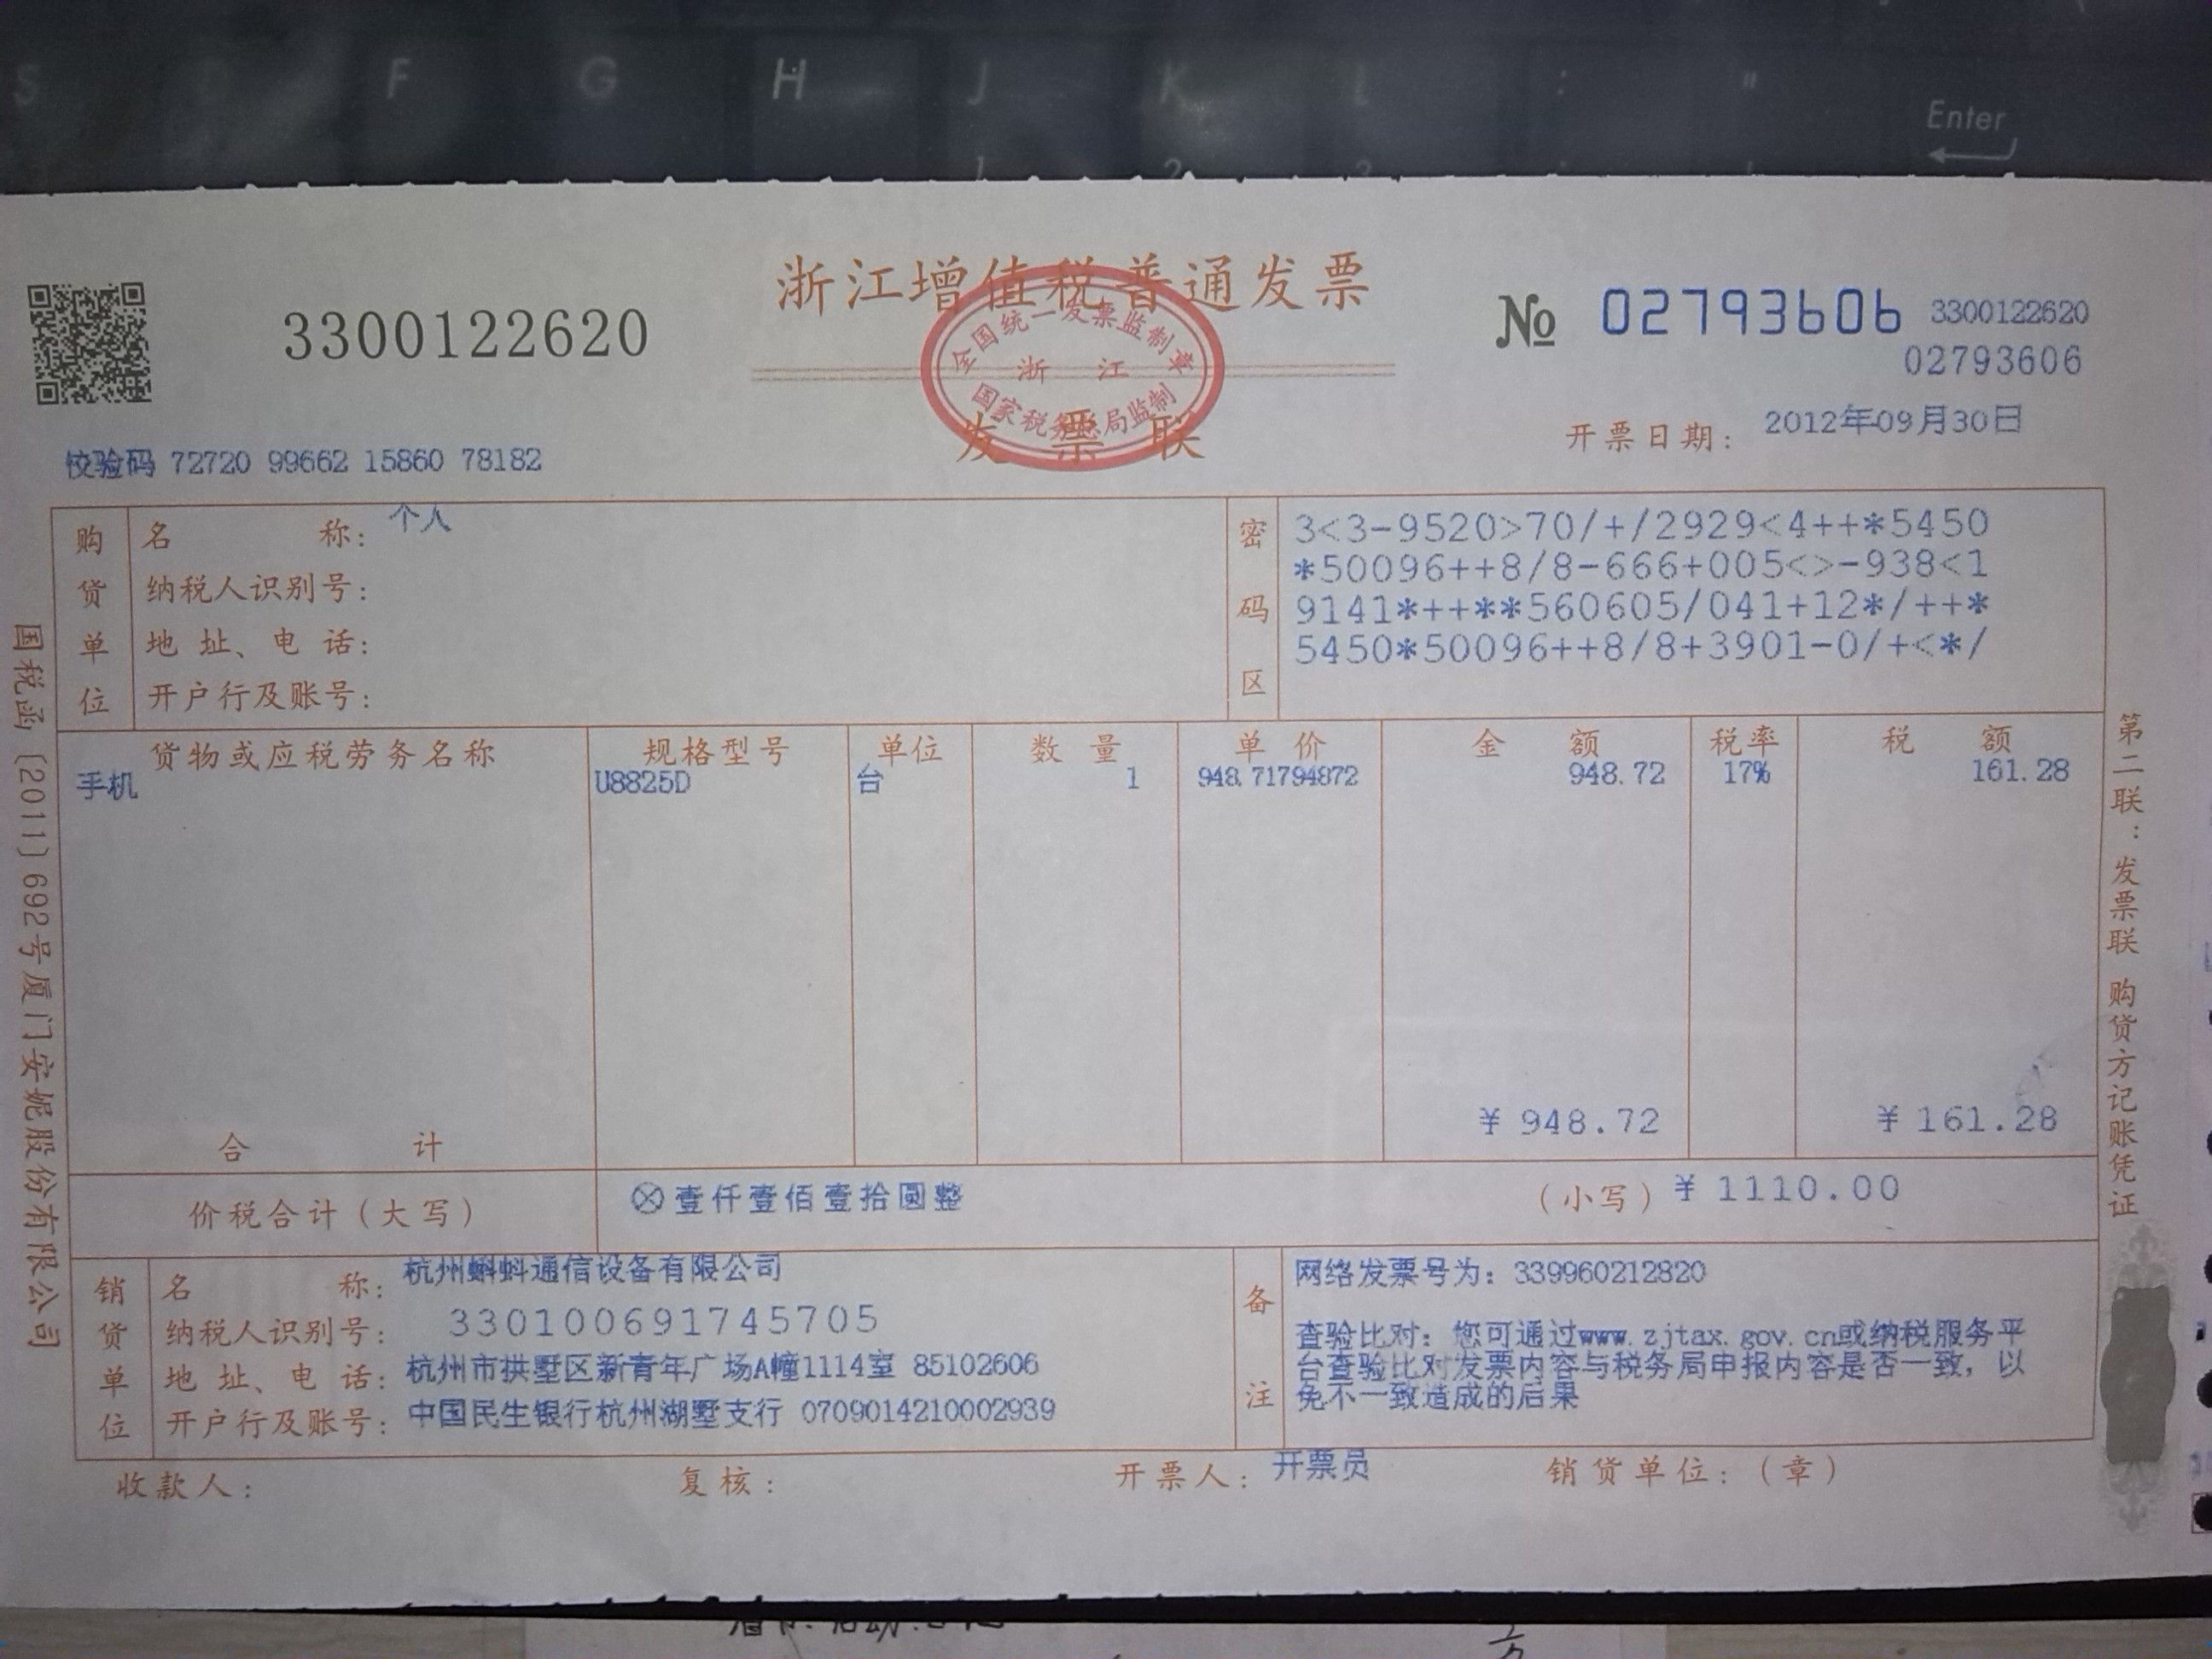 S F G H J K L : "
Enter
浙江增值税普通发票
3300122620
№ 02793606 3300122620
02793606
全国统一发票监制章
浙 江
国家税务总局监制
发票联
开票日期: 2012年09月30日
校验码 72720 99662 15860 78182
购货单位
名 称: 个人
纳税人识别号:
地 址、电 话:
开户行及账号:
密码区
3<3-9520>70/+/2929<4++*5450
*50096++8/8-666+005<>-938<1
9141*++**560605/041+12*/++*
5450*50096++8/8+3901-0/+<*/
货物或应税劳务名称 规格型号 单位 数 量 单 价 金 额 税率 税 额
手机 U8825D 台 1 948.71794872 948.72 17% 161.28
合 计 ¥ 948.72 ¥ 161.28
价税合计(大写) ⊗壹仟壹佰壹拾圆整 (小写) ¥ 1110.00
销货单位
名 称: 杭州蝌蚪通信设备有限公司
纳税人识别号: 330100691745705
地 址、电 话: 杭州市拱墅区新青年广场A幢1114室 85102606
开户行及账号: 中国民生银行杭州湖墅支行 0709014210002939
备注
网络发票号为: 339960212820
查验比对: 您可通过www.zjtax.gov.cn或纳税服务平
台查验比对发票内容与税务局申报内容是否一致, 以
免不一致造成的后果
收款人: 复核: 开票人: 开票员 销货单位:(章)
国税函〔2011〕692号厦门安妮股份有限公司
第二联:发票联 购货方记账凭证